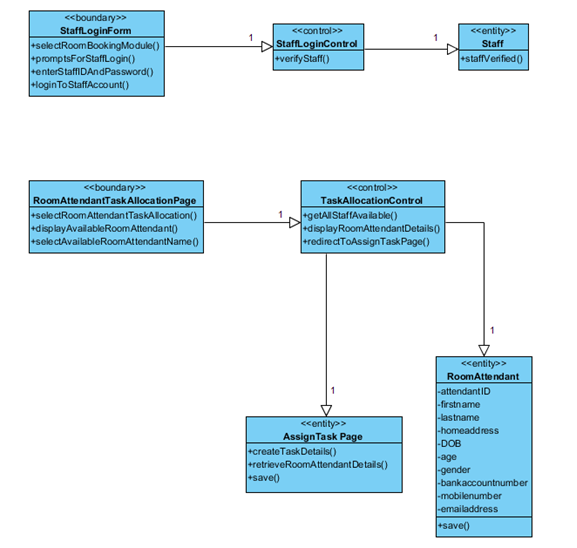 <<boundary>>
StaffLoginForm
+selectRoomBookingModule()
+promptsForStaffLogin()
+enterStaffIDAndPassword()
+loginToStaffAccount()
1
<<control>>
StaffLoginControl
+verifyStaff()
1
<<entity>>
Staff
+staffVerified()
<<boundary>>
RoomAttendantTaskAllocationPage
+selectRoomAttendantTaskAllocation()
+displayAvailableRoomAttendant()
+selectAvailableRoomAttendantName()
1
<<control>>
TaskAllocationControl
+getAllStaffAvailable()
+displayRoomAttendantDetails()
+redirectToAssignTaskPage()
1
1
<<entity>>
AssignTask Page
+createTaskDetails()
+retrieveRoomAttendantDetails()
+save()
<<entity>>
RoomAttendant
-attendantID
-firstname
-lastname
-homeaddress
-DOB
-age
-gender
-bankaccountnumber
-mobilenumber
-emailaddress
+save()